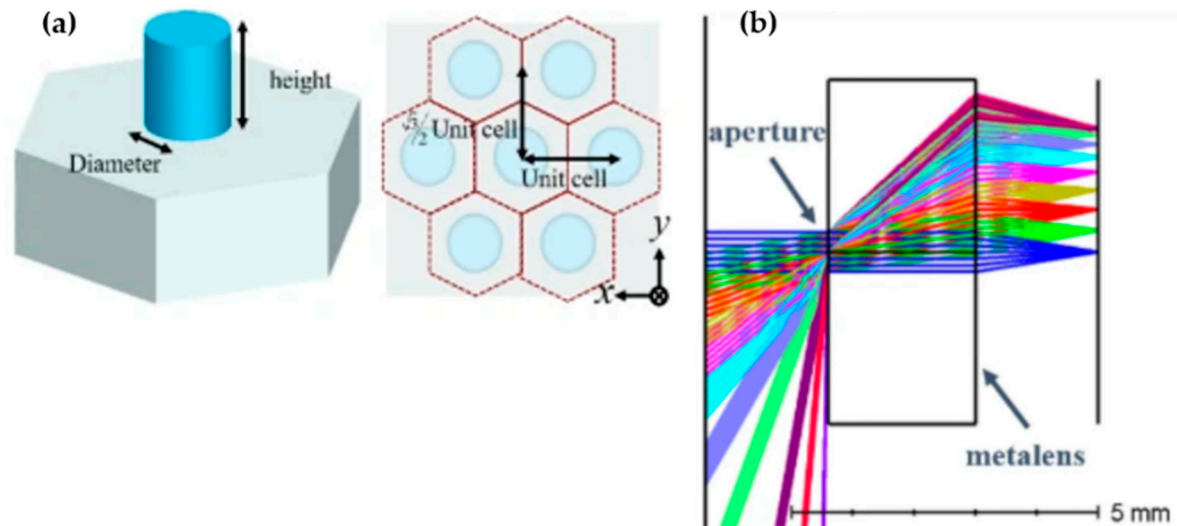 (a)
height
Diameter
√3/2 Unit cell
Unit cell
y
x
(b)
aperture
metalens
5 mm